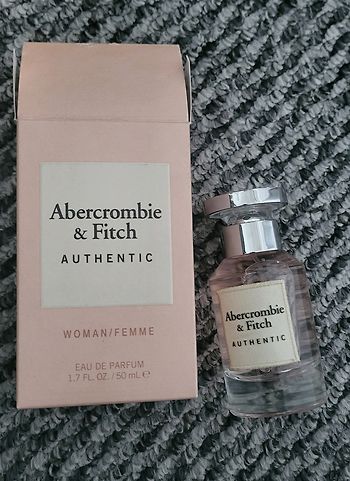 Abercrombie
& Fitch
AUTHENTIC
WOMAN/FEMME
EAU DE PARFUM
1.7 FL. OZ. / 50 mL ℮
Abercrombie
& Fitch
AUTHENTIC